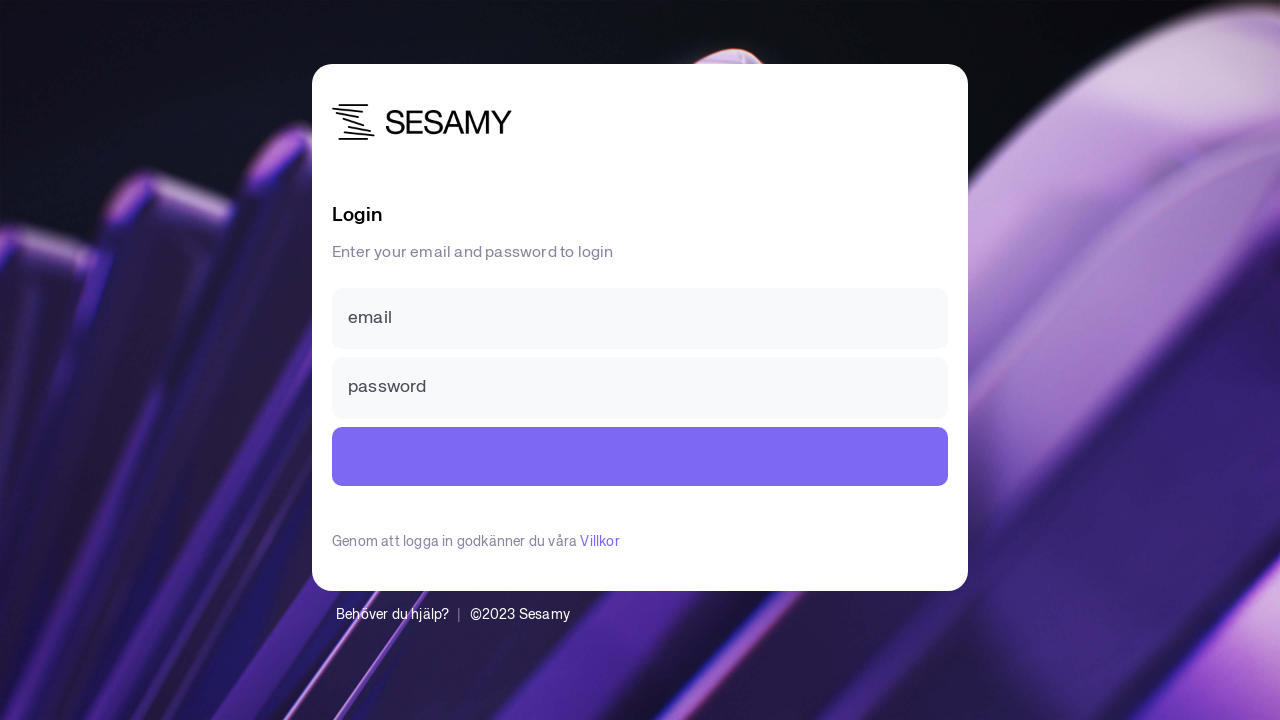 SESAMY
Login
Enter your email and password to login
email
password
Genom att logga in godkänner du våra Villkor
Behöver du hjälp? | ©2023 Sesamy